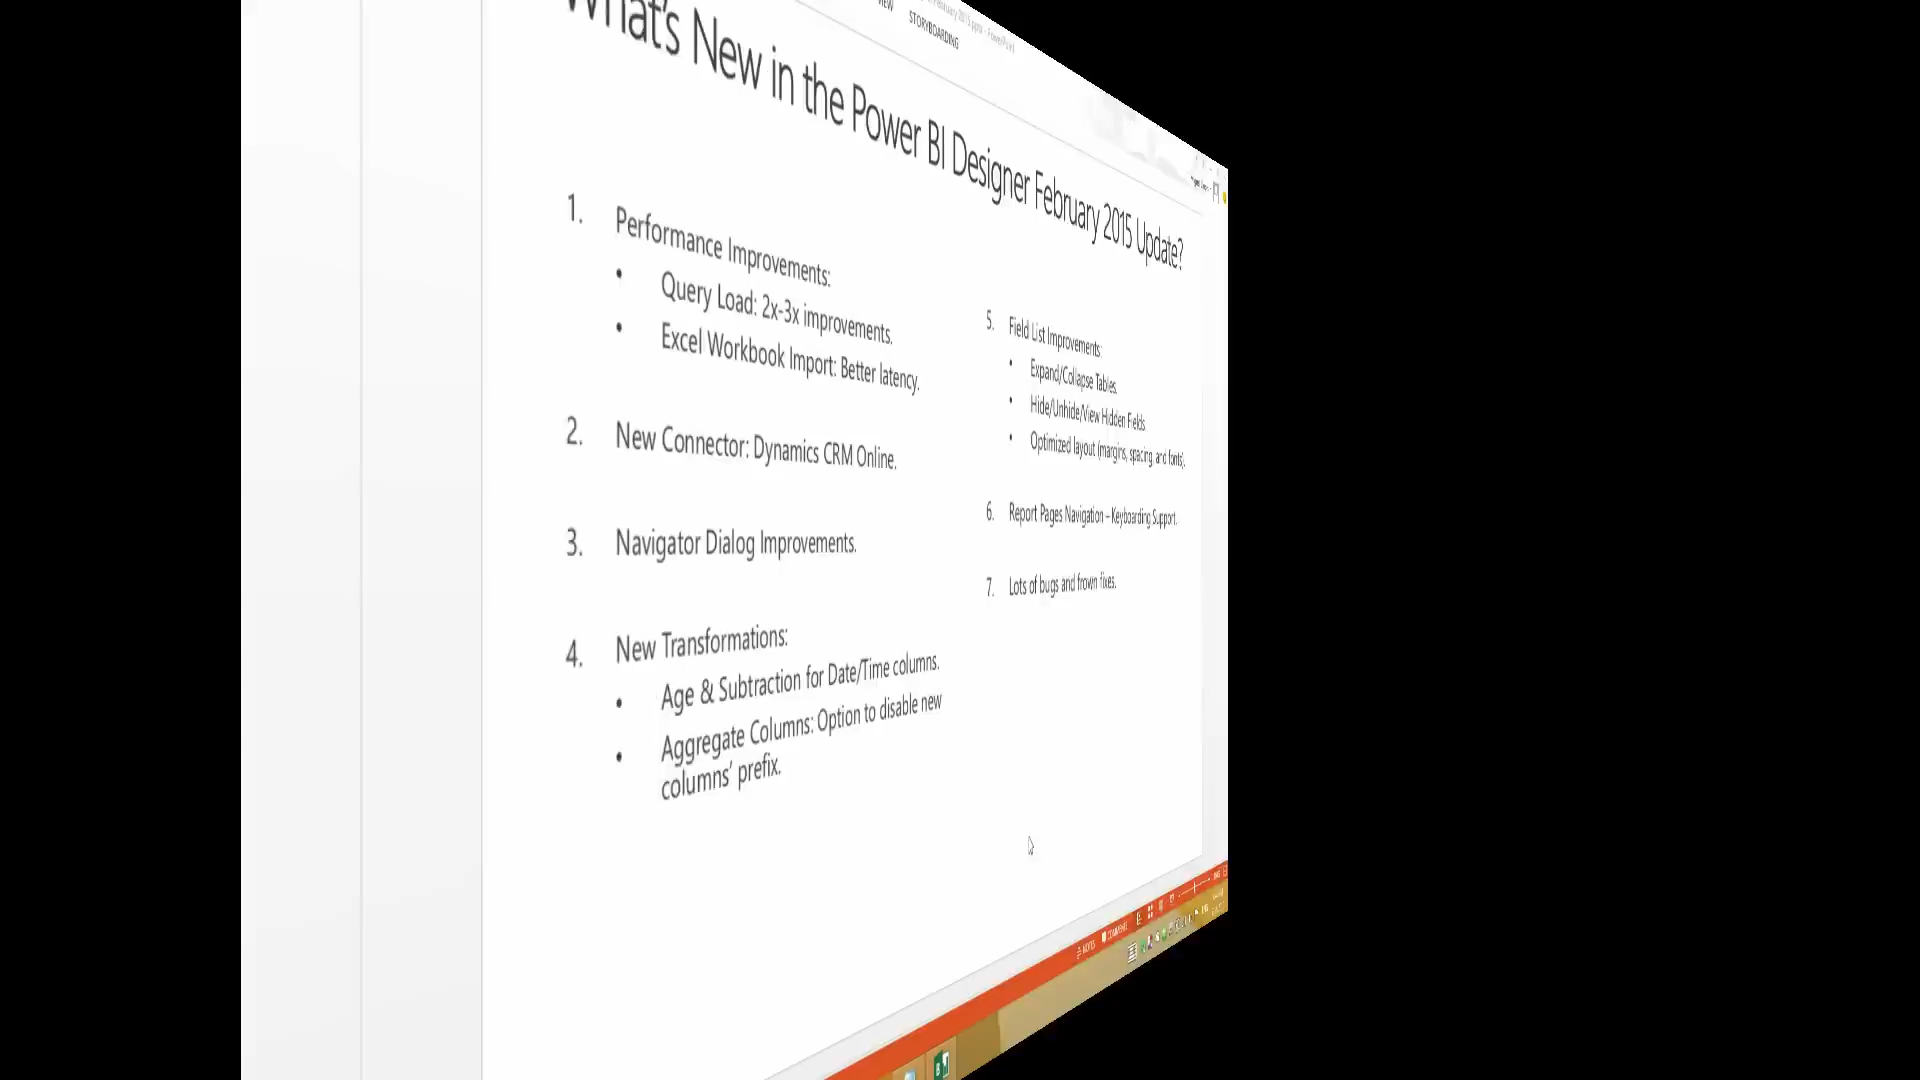 VIEW
STORYBOARDING
What's New in the Power BI Designer February 2015 Update?
1. Performance Improvements:
• Query Load: 2x-3x improvements.
• Excel Workbook Import: Better latency.
2. New Connector: Dynamics CRM Online.
3. Navigator Dialog Improvements.
4. New Transformations:
• Age & Subtraction for Date/Time columns.
• Aggregate Columns: Option to disable new
columns' prefix.
5. Field List Improvements:
• Expand/Collapse Tables.
• Hide/Unhide/View Hidden Fields
• Optimized layout (margins, spacing, and fonts).
6. Report Pages Navigation – Keyboarding Support.
7. Lots of bugs and frown fixes.
NOTES
COMMENTS